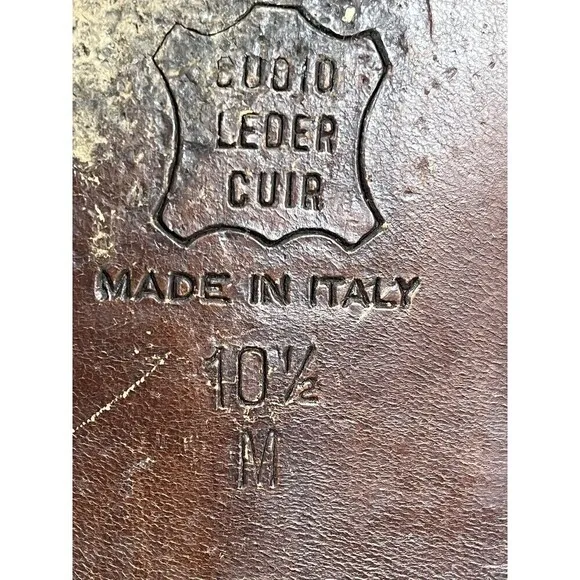 CUOIO
LEDER
CUIR
MADE IN ITALY
10½
M